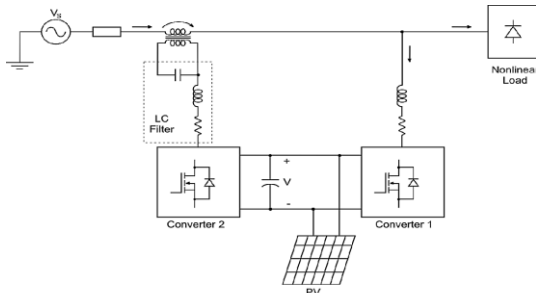 Vs
Nonlinear
Load
LC
Filter
+
V
-
Converter 2
Converter 1
PV